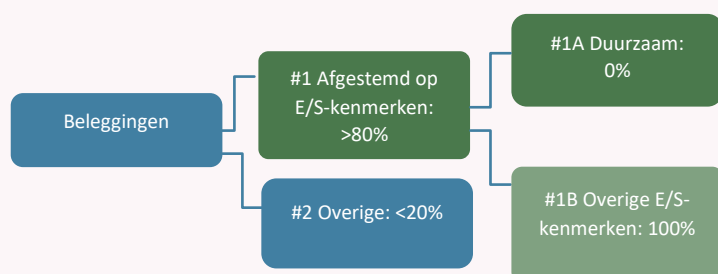 Beleggingen
#1 Afgestemd op
E/S-kenmerken:
>80%
#2 Overige: <20%
#1A Duurzaam:
0%
#1B Overige E/S-
kenmerken: 100%